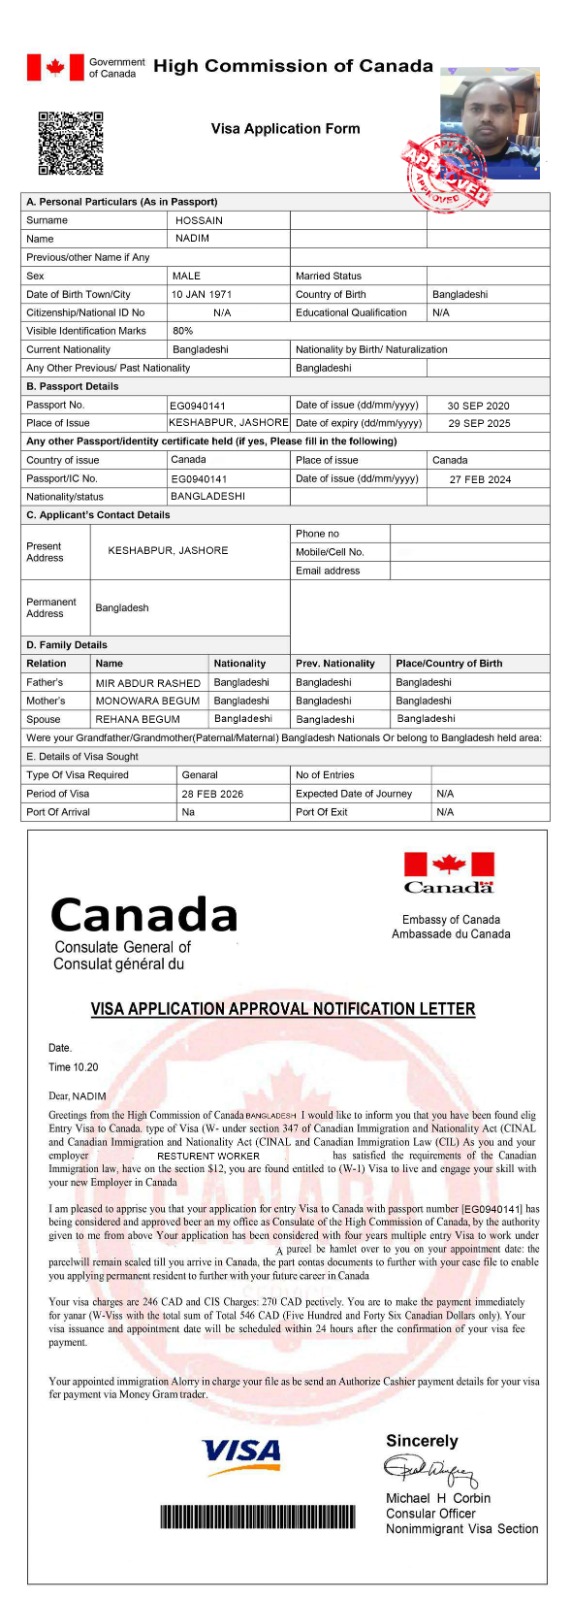 Government
of Canada
High Commission of Canada
Visa Application Form
APPROVED
APPROVED
A. Personal Particulars (As in Passport)
Surname HOSSAIN
Name NADIM
Previous/other Name if Any
Sex MALE Married Status
Date of Birth Town/City 10 JAN 1971 Country of Birth Bangladeshi
Citizenship/National ID No N/A Educational Qualification N/A
Visible Identification Marks 80%
Current Nationality Bangladeshi Nationality by Birth/ Naturalization
Any Other Previous/ Past Nationality Bangladeshi
B. Passport Details
Passport No. EG0940141 Date of issue (dd/mm/yyyy) 30 SEP 2020
Place of Issue KESHABPUR, JASHORE Date of expiry (dd/mm/yyyy) 29 SEP 2025
Any other Passport/identity certificate held (if yes, Please fill in the following)
Country of issue Canada Place of issue Canada
Passport/IC No. EG0940141 Date of issue (dd/mm/yyyy) 27 FEB 2024
Nationality/status BANGLADESHI
C. Applicant's Contact Details
Present
Address KESHABPUR, JASHORE
Phone no
Mobile/Cell No.
Email address
Permanent
Address Bangladesh
D. Family Details
Relation Name Nationality Prev. Nationality Place/Country of Birth
Father's MIR ABDUR RASHED Bangladeshi Bangladeshi Bangladeshi
Mother's MONOWARA BEGUM Bangladeshi Bangladeshi Bangladeshi
Spouse REHANA BEGUM Bangladeshi Bangladeshi Bangladeshi
Were your Grandfather/Grandmother(Paternal/Maternal) Bangladesh Nationals Or belong to Bangladesh held area:
E. Details of Visa Sought
Type Of Visa Required Genaral No of Entries
Period of Visa 28 FEB 2026 Expected Date of Journey N/A
Port Of Arrival Na Port Of Exit N/A
Canada
Embassy of Canada
Ambassade du Canada
Canada
Consulate General of
Consulat général du
VISA APPLICATION APPROVAL NOTIFICATION LETTER
Date.
Time 10.20
Dear, NADIM
Greetings from the High Commission of Canada BANGLADESH I would like to inform you that you have been found elig
Entry Visa to Canada. type of Visa (W- under section 347 of Canadian Immigration and Nationality Act (CINAL
and Canadian Immigration and Nationality Act (CINAL and Canadian Immigration Law (CIL) As you and your
employer RESTURENT WORKER has satisfied the requirements of the Canadian
Immigration law, have on the section $12, you are found entitled to (W-1) Visa to live and engage your skill with
your new Employer in Canada
I am pleased to apprise you that your application for entry Visa to Canada with passport number [EG0940141] has
being considered and approved beer an my office as Consulate of the High Commission of Canada, by the authority
given to me from above Your application has been considered with four years multiple entry Visa to work under
A purcel be hamlet over to you on your appointment date: the
parcelwill remain scaled till you arrive in Canada, the part contas documents to further with your case file to enable
you applying permanent resident to further with your future career in Canada
CANADA
SERVICE
Your visa charges are 246 CAD and CIS Charges: 270 CAD pectively. You are to make the payment immediately
for yanar (W-Viss with the total sum of Total 546 CAD (Five Hundred and Forty Six Canadian Dollars only). Your
visa issuance and appointment date will be scheduled within 24 hours after the confirmation of your visa fee
payment.
Your appointed immigration Alorry in charge your file as be send an Authorize Cashier payment details for your visa
fer payment via Money Gram trader.
VISA
Sincerely
Michael H Corbin
Consular Officer
Nonimmigrant Visa Section